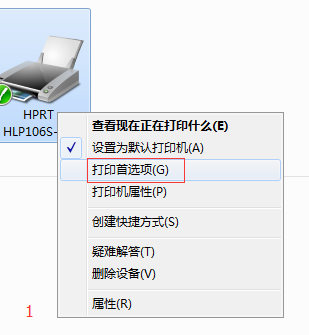 HPRT
HLP106S-
查看现在正在打印什么(E)
设置为默认打印机(A)
打印首选项(G)
打印机属性(P)
创建快捷方式(S)
疑难解答(T)
删除设备(V)
属性(R)
1